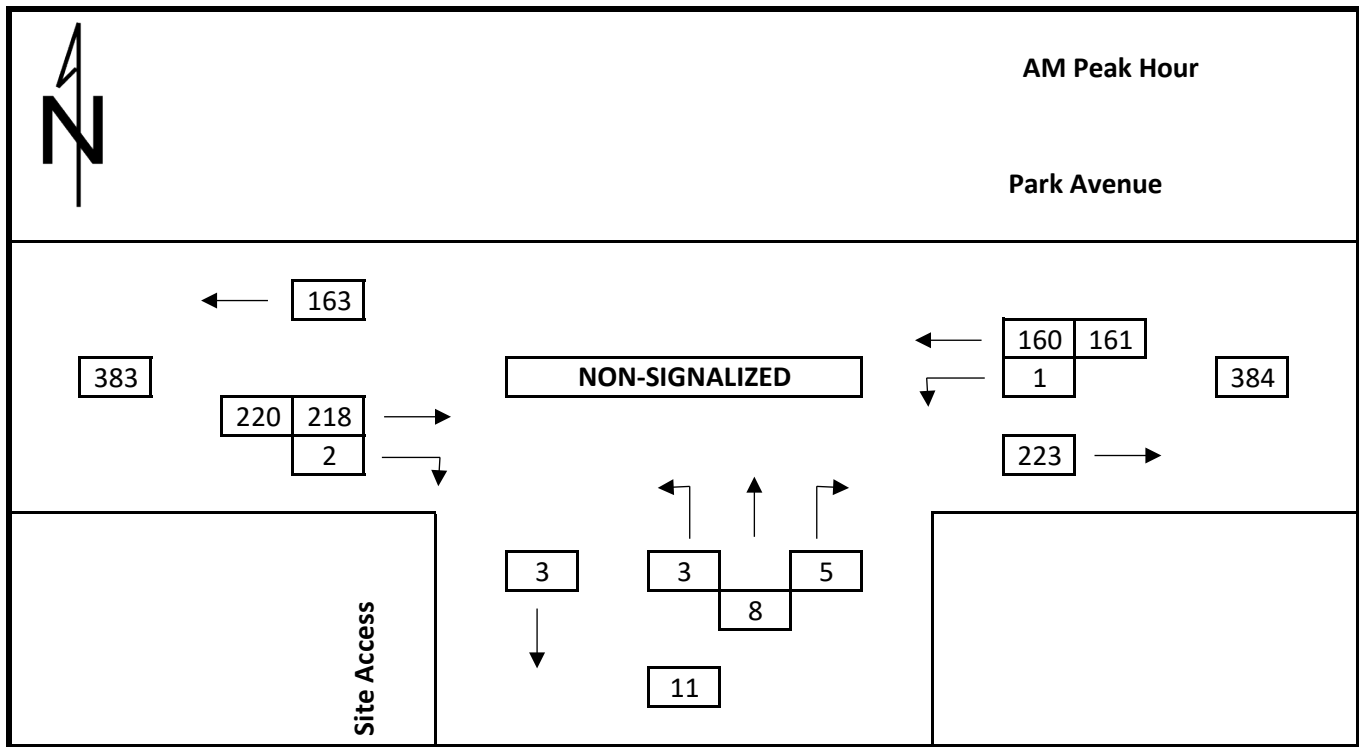 N
AM Peak Hour
Park Avenue
163
160 161
383
NON-SIGNALIZED
1
384
220 218
2
223
3
3
5
8
Site Access
11